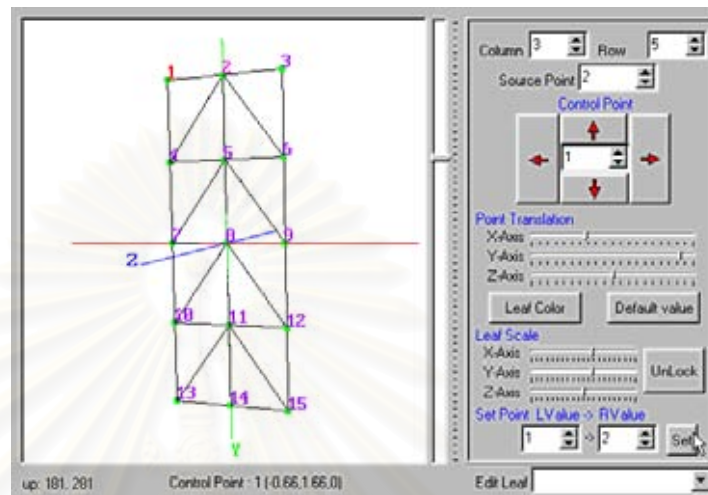 Column 3 Row 5
Source Point 2
Control Point
1
Point Translation
X-Axis
Y-Axis
Z-Axis
Leaf Color Default value
Leaf Scale
X-Axis
Y-Axis
Z-Axis
UnLock
Set Point LValue -> RValue
1 -> 2 Set
Edit Leaf
1 2 3
4 5 6
7 8 9
Z
10 11 12
13 14 15
Y
up: 181, 281 Control Point : 1 (-0.66,1.66,0)